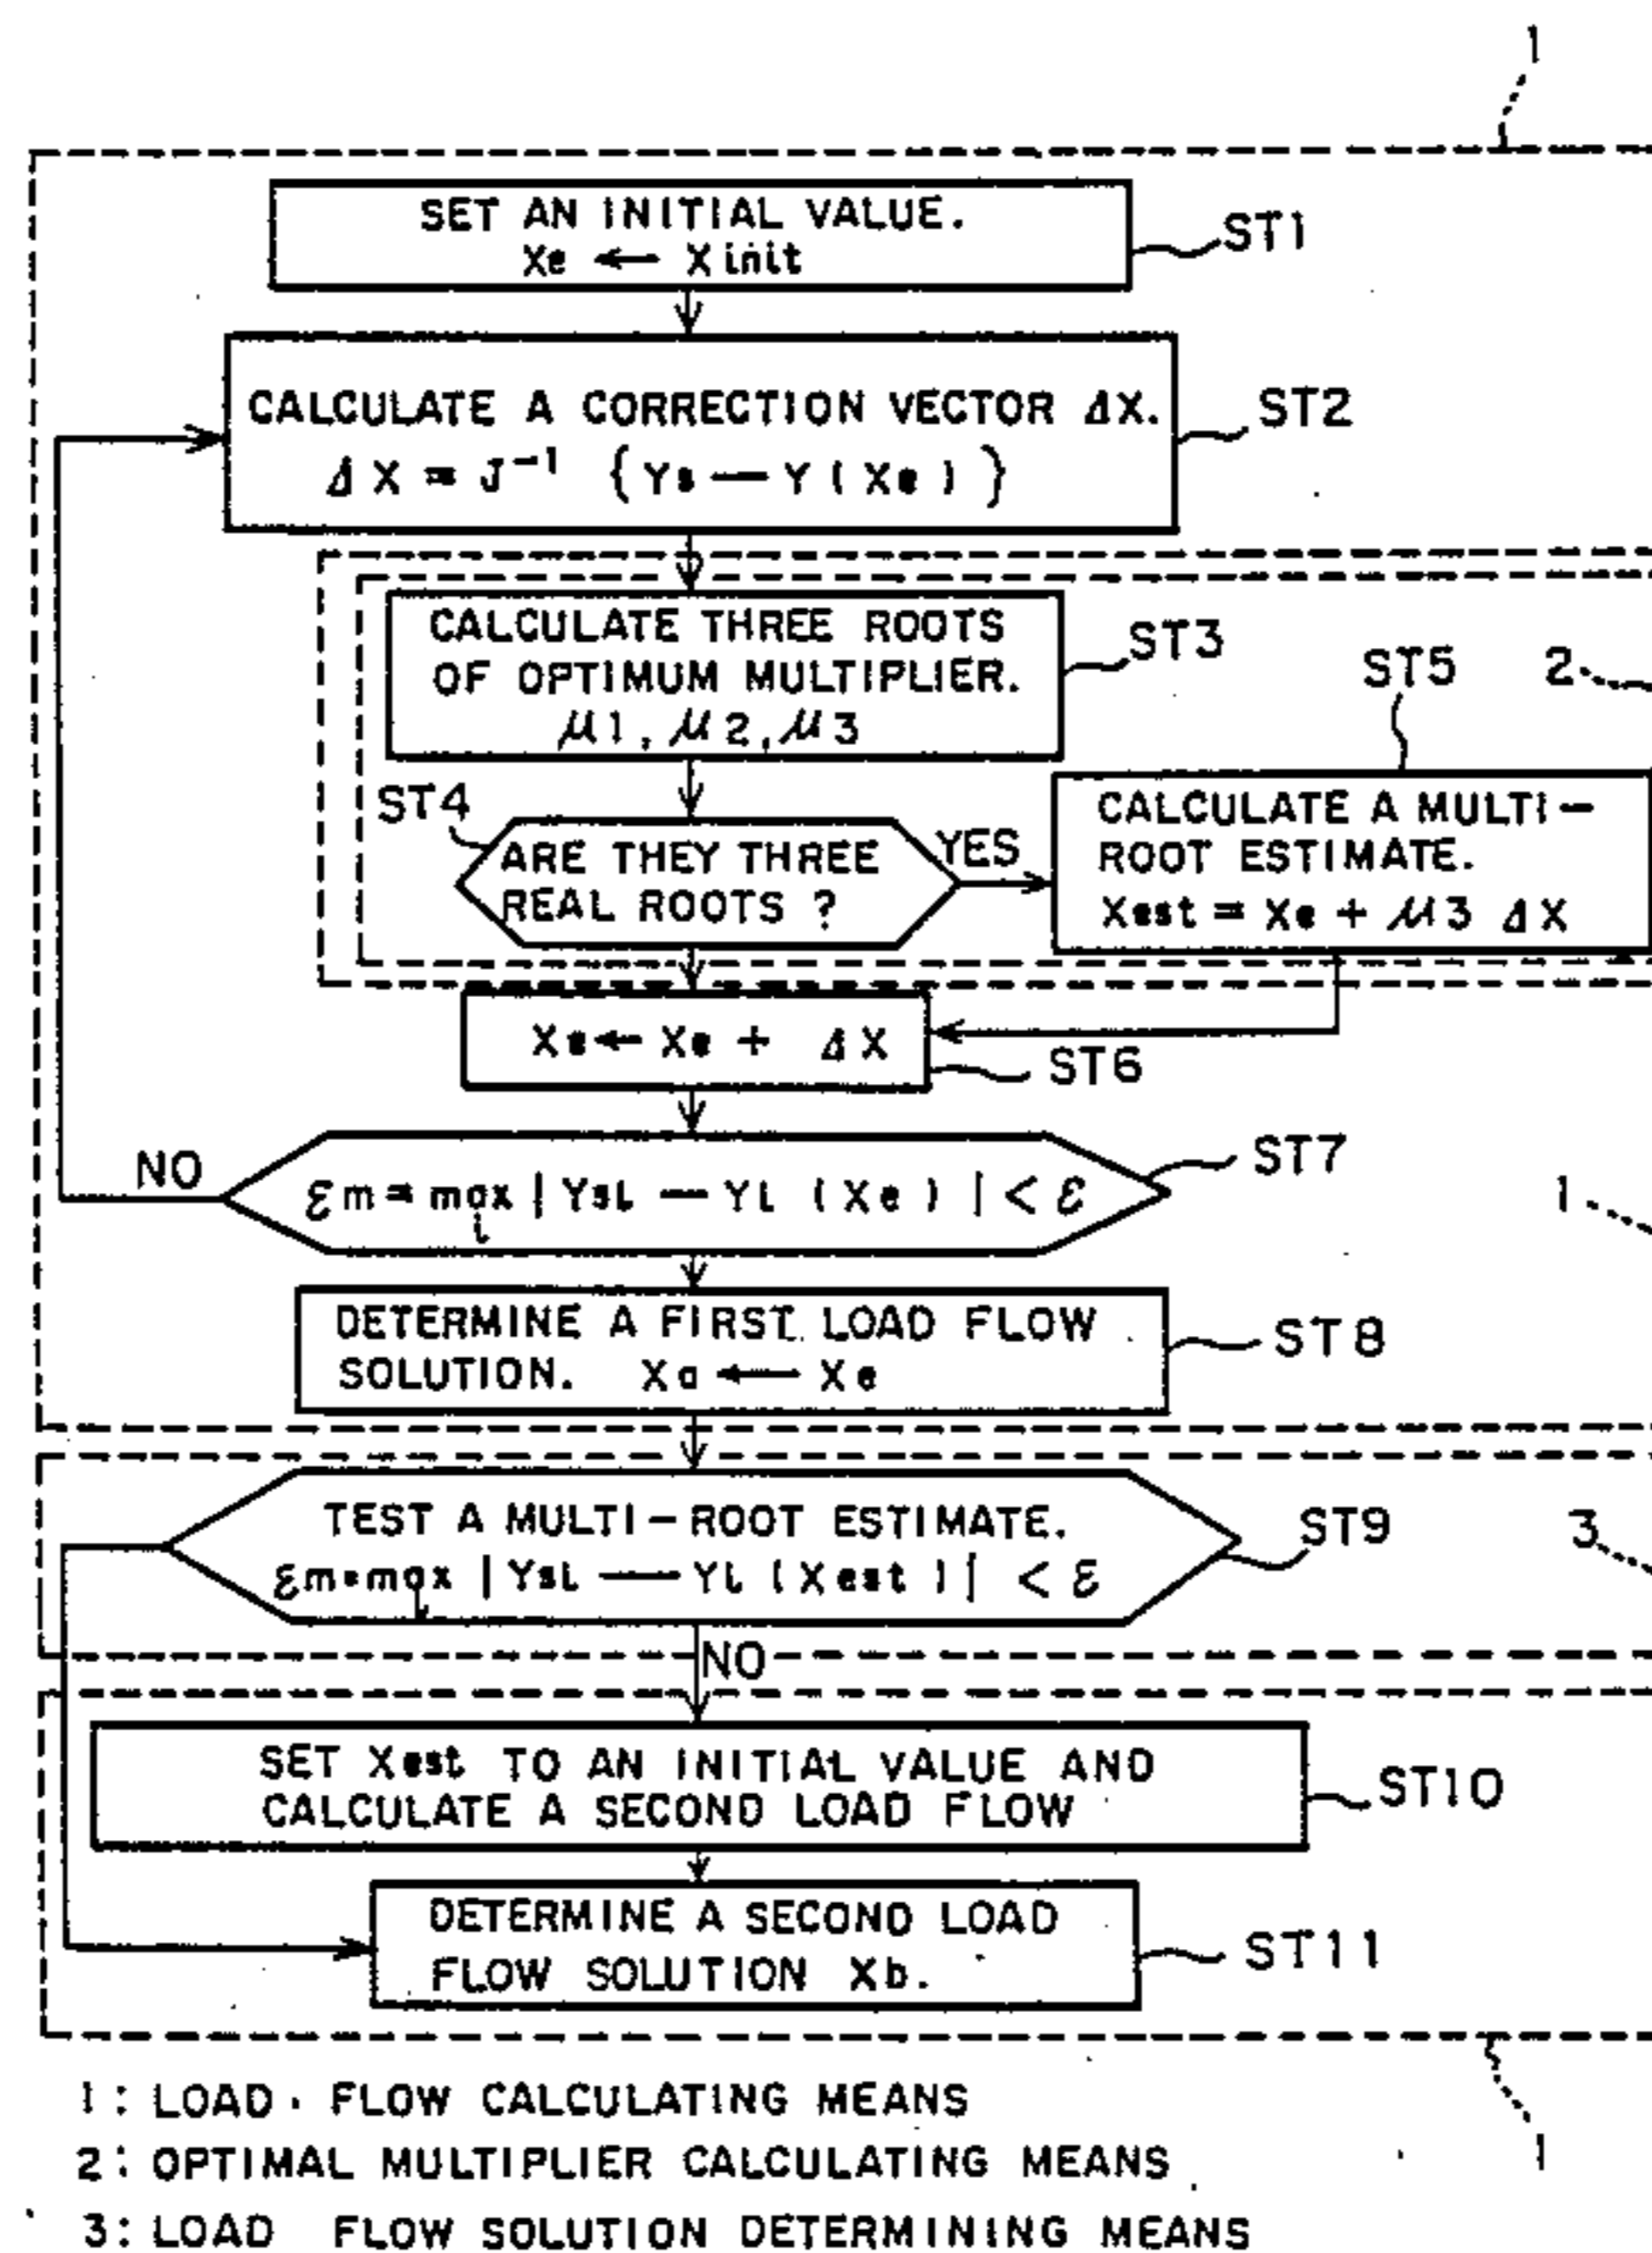 1
SET AN INITIAL VALUE.
Xe ← Xinit
ST1
CALCULATE A CORRECTION VECTOR ΔX.
ΔX = J⁻¹ {Ys — Y (Xe)}
ST2
CALCULATE THREE ROOTS
OF OPTIMUM MULTIPLIER.
μ1, μ2, μ3
ST3
ST5
2
ST4
ARE THEY THREE
REAL ROOTS ?
YES
CALCULATE A MULTI-
ROOT ESTIMATE.
Xest = Xe + μ3 ΔX
Xe ← Xe + ΔX
ST6
NO
εm = max | Ysi — Yi (Xe) | < ε
i
ST7
1
DETERMINE A FIRST LOAD FLOW
SOLUTION. Xa ← Xe
ST8
TEST A MULTI-ROOT ESTIMATE.
εm = max | Ysi — Yi (Xest) | < ε
i
ST9
3
NO
SET Xest TO AN INITIAL VALUE AND
CALCULATE A SECOND LOAD FLOW
ST10
DETERMINE A SECOND LOAD
FLOW SOLUTION Xb.
ST11
1
1: LOAD FLOW CALCULATING MEANS
2: OPTIMAL MULTIPLIER CALCULATING MEANS
3: LOAD FLOW SOLUTION DETERMINING MEANS